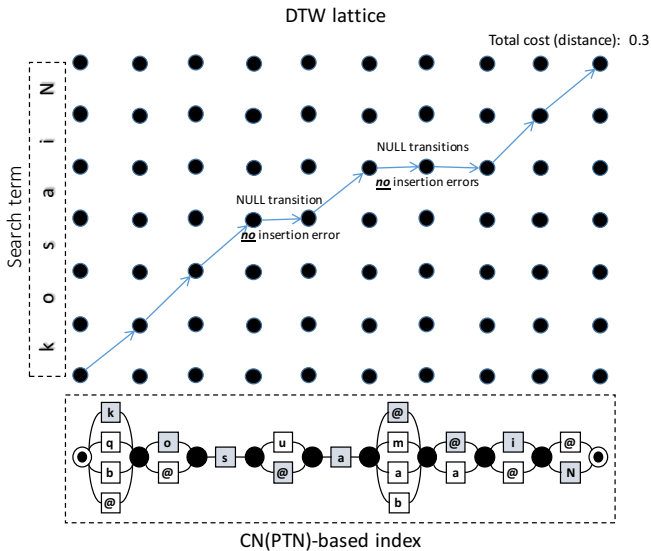 DTW lattice
Total cost (distance): 0.3
Search term
k o s a i N
NULL transitions
no insertion errors
NULL transition
no insertion error
k @
q o u m @ i @
s a
b @ @ a a @ N
@ b
CN(PTN)-based index